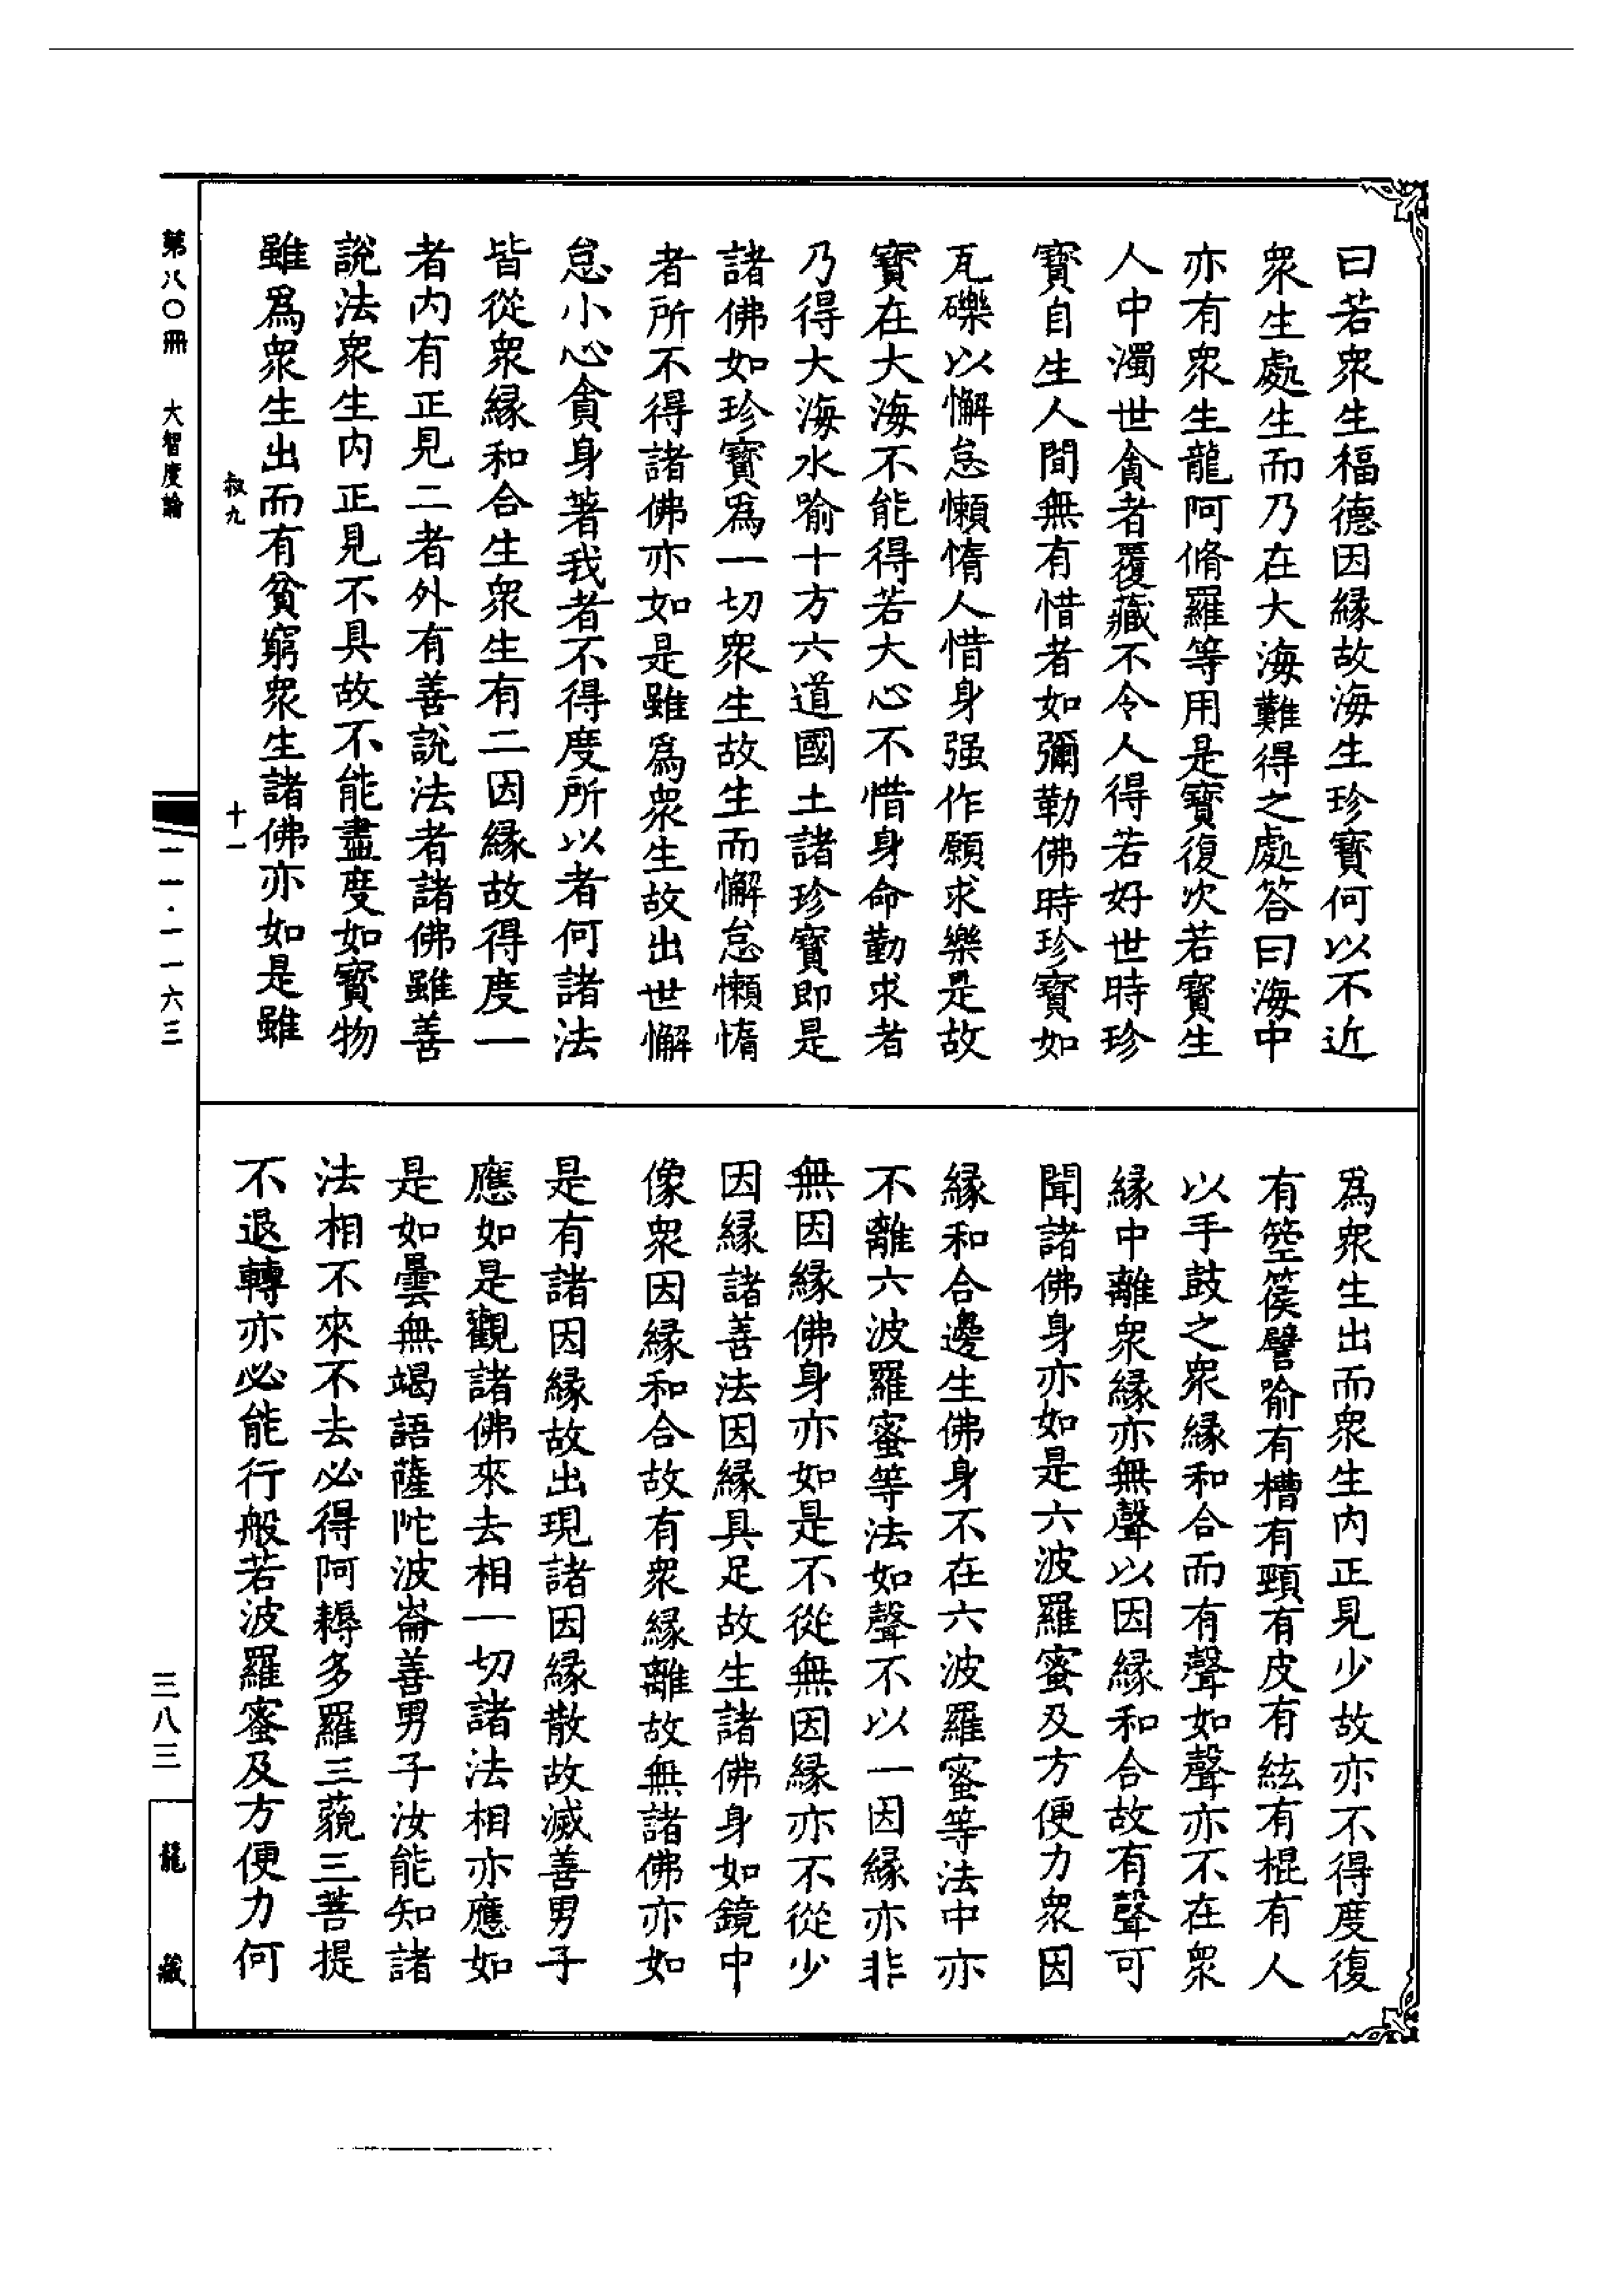 曰若衆生福德因緣故海生珍寳何以不近
衆生處生而乃在大海難得之處答曰海中
亦有衆生龍阿脩羅等用是寳復次若寳生
人中濁世貪者覆藏不令人得若好世時珍
寳自生人間無有惜者如彌勒佛時珍寳如
瓦礫以懈怠懶惰人惜身强作願求樂是故
寳在大海不能得若大心不惜身命勤求者
乃得大海水喻十方六道國土諸珍寳即是
諸佛如珍寳爲一切衆生故生而懈怠懶惰
者所不得諸佛亦如是雖爲衆生故出世懈
怠小心貪身著我者不得度所以者何諸法
皆從衆緣和合生衆生有二因緣故得度一
者内有正見二者外有善說法者諸佛雖善
說法衆生内正見不具故不能盡度如寳物
雖爲衆生出而有貧窮衆生諸佛亦如是雖
叔九 十一
爲衆生出而衆生内正見少故亦不得度復
有箜篌譬喻有槽有頸有皮有絃有棍有人
以手鼓之衆緣和合而有聲如聲亦不在衆
緣中離衆緣亦無聲以因緣和合故有聲可
聞諸佛身亦如是六波羅蜜及方便力衆因
緣和合邊生佛身不在六波羅蜜等法中亦
不離六波羅蜜等法如聲不以一因緣亦非
無因緣佛身亦如是不從無因緣亦不從少
因緣諸善法因緣具足故生諸佛身如鏡中
像衆因緣和合故有衆緣離故無諸佛亦如
是有諸因緣故出現諸因緣散故滅善男子
應如是觀諸佛來去相一切諸法相亦應如
是如曇無竭語薩陀波崙善男子汝能知諸
法相不來不去必得阿耨多羅三藐三菩提
不退轉亦必能行般若波羅蜜及方便力何
第八〇冊 大智度論
一一·一一六三
三八三
龍藏